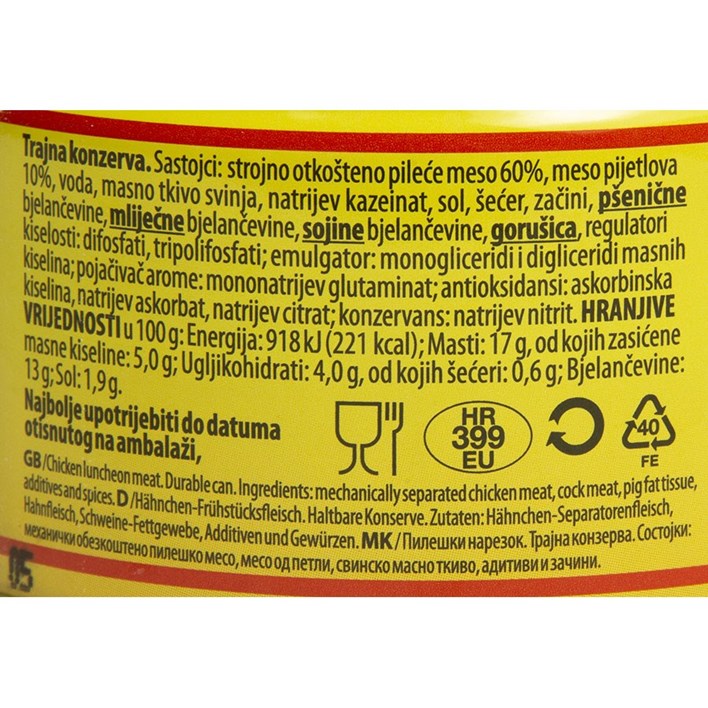 Trajna konzerva. Sastojci: strojno otkošteno pileće meso 60%, meso pijetlova
10%, voda, masno tkivo svinja, natrijev kazeinat, sol, šećer, začini, pšenične
bjelančevine, mliječne bjelančevine, sojine bjelančevine, gorušica, regulatori
kiselosti: difosfati, tripolifosfati; emulgator: monogliceridi i digliceridi masnih
kiselina; pojačivač arome: mononatrijev glutaminat; antioksidansi: askorbinska
kiselina, natrijev askorbat, natrijev citrat; konzervans: natrijev nitrit. HRANJIVE
VRIJEDNOSTI u 100 g: Energija: 918 kJ (221 kcal); Masti: 17 g, od kojih zasićene
masne kiseline: 5,0 g; Ugljikohidrati: 4,0 g, od kojih šećeri: 0,6 g; Bjelančevine:
13 g; Sol: 1,9 g.
Najbolje upotrijebiti do datuma
otisnutog na ambalaži,
HR
399
EU
40
FE
GB/Chicken luncheon meat. Durable can. Ingredients: mechanically separated chicken meat, cock meat, pig fat tissue,
additives and spices. D/Hähnchen-Frühstücksfleisch. Haltbare Konserve. Zutaten: Hähnchen-Separatorenfleisch,
Hahnfleisch, Schweine-Fettgewebe, Additiven und Gewürzen. MK/Пилешки нарезок. Трајна конзерва. Состојки:
механички обезкоштено пилешко месо, месо од петли, свинско масно ткиво, адитиви и зачини.
05